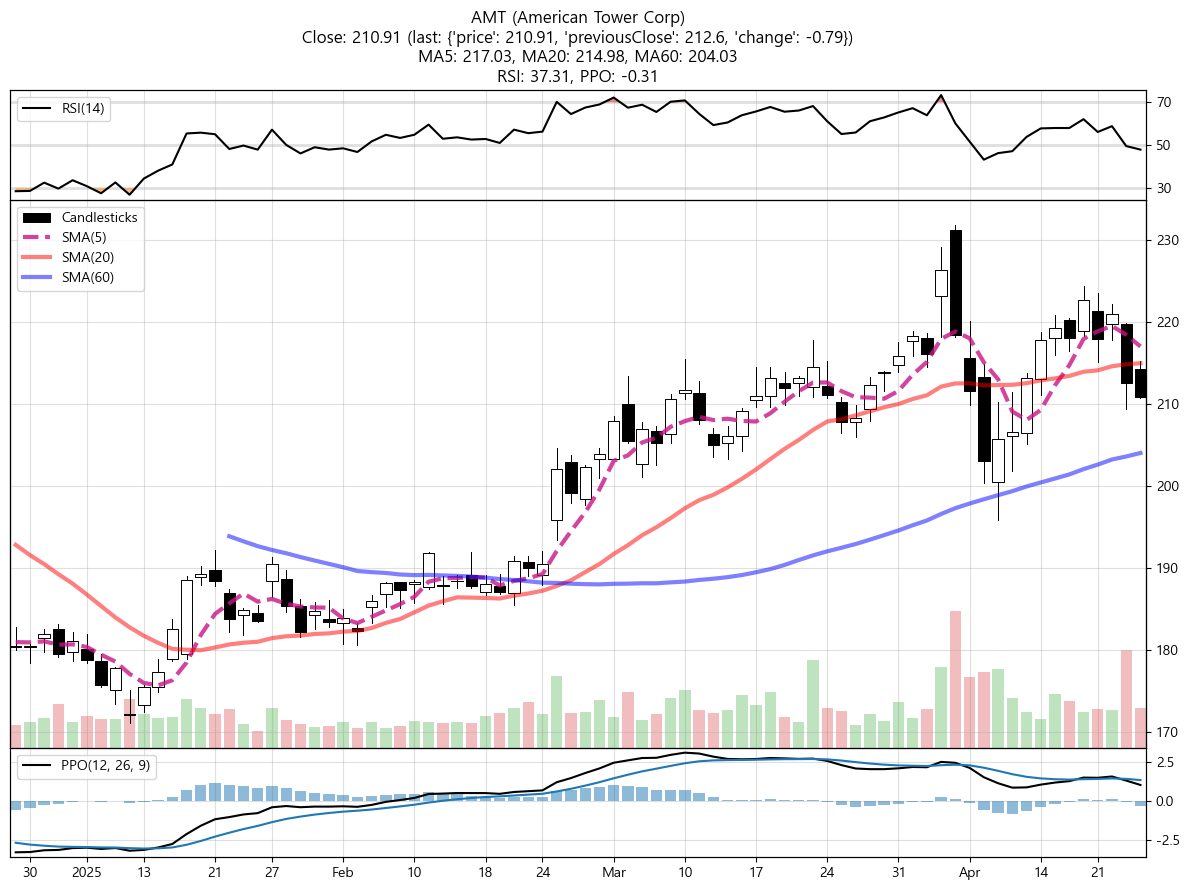 AMT (American Tower Corp)
Close: 210.91 (last: {'price': 210.91, 'previousClose': 212.6, 'change': -0.79})
MA5: 217.03, MA20: 214.98, MA60: 204.03
RSI: 37.31, PPO: -0.31
RSI(14)
70
50
30
Candlesticks
SMA(5)
SMA(20)
SMA(60)
230
220
210
200
190
180
170
PPO(12, 26, 9)
2.5
0.0
-2.5
30 2025 13 21 27 Feb 10 18 24 Mar 10 17 24 31 Apr 14 21